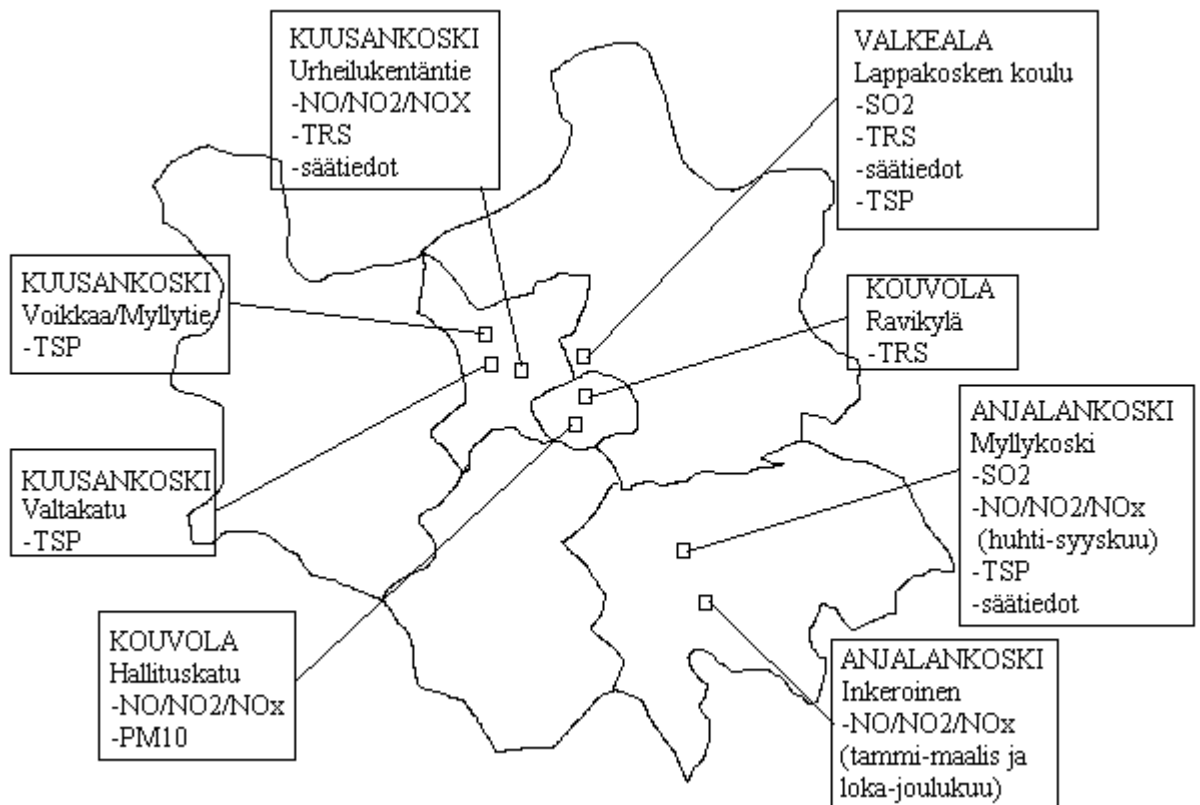 KUUSANKOSKI
Urheilukentäntie
-NO/NO2/NOX
-TRS
-säätiedot
VALKEALA
Lappakosken koulu
-SO2
-TRS
-säätiedot
-TSP
KUUSANKOSKI
Voikkaa/Myllytie
-TSP
KOUVOLA
Ravikylä
-TRS
ANJALANKOSKI
Myllykoski
-SO2
-NO/NO2/NOx
(huhti-syyskuu)
-TSP
-säätiedot
KUUSANKOSKI
Valtakatu
-TSP
KOUVOLA
Hallituskatu
-NO/NO2/NOx
-PM10
ANJALANKOSKI
Inkeroinen
-NO/NO2/NOx
(tammi-maalis ja
loka-joulukuu)